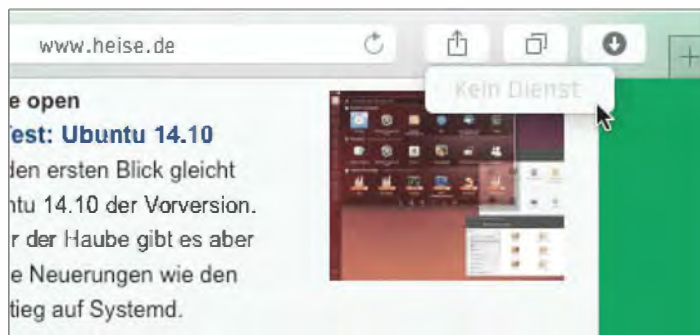 www.heise.de
Kein Dienst
e open
est: Ubuntu 14.10
den ersten Blick gleicht
ntu 14.10 der Vorversion.
r der Haube gibt es aber
e Neuerungen wie den
tieg auf Systemd.